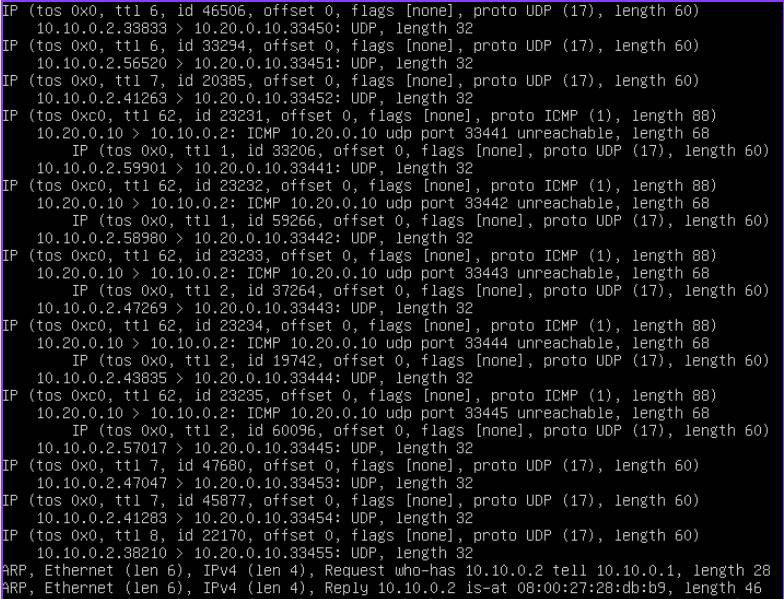 IP (tos 0x0, ttl 6, id 46506, offset 0, flags [none], proto UDP (17), length 60)
10.10.0.2.33833 > 10.20.0.10.33450: UDP, length 32
IP (tos 0x0, ttl 6, id 33294, offset 0, flags [none], proto UDP (17), length 60)
10.10.0.2.56520 > 10.20.0.10.33451: UDP, length 32
IP (tos 0x0, ttl 7, id 20385, offset 0, flags [none], proto UDP (17), length 60)
10.10.0.2.41263 > 10.20.0.10.33452: UDP, length 32
IP (tos 0xc0, ttl 62, id 23231, offset 0, flags [none], proto ICMP (1), length 88)
10.20.0.10 > 10.10.0.2: ICMP 10.20.0.10 udp port 33441 unreachable, length 68
IP (tos 0x0, ttl 1, id 33206, offset 0, flags [none], proto UDP (17), length 60)
10.10.0.2.59901 > 10.20.0.10.33441: UDP, length 32
IP (tos 0xc0, ttl 62, id 23232, offset 0, flags [none], proto ICMP (1), length 88)
10.20.0.10 > 10.10.0.2: ICMP 10.20.0.10 udp port 33442 unreachable, length 68
IP (tos 0x0, ttl 1, id 59266, offset 0, flags [none], proto UDP (17), length 60)
10.10.0.2.58980 > 10.20.0.10.33442: UDP, length 32
IP (tos 0xc0, ttl 62, id 23233, offset 0, flags [none], proto ICMP (1), length 88)
10.20.0.10 > 10.10.0.2: ICMP 10.20.0.10 udp port 33443 unreachable, length 68
IP (tos 0x0, ttl 2, id 37264, offset 0, flags [none], proto UDP (17), length 60)
10.10.0.2.47269 > 10.20.0.10.33443: UDP, length 32
IP (tos 0xc0, ttl 62, id 23234, offset 0, flags [none], proto ICMP (1), length 88)
10.20.0.10 > 10.10.0.2: ICMP 10.20.0.10 udp port 33444 unreachable, length 68
IP (tos 0x0, ttl 2, id 19742, offset 0, flags [none], proto UDP (17), length 60)
10.10.0.2.43835 > 10.20.0.10.33444: UDP, length 32
IP (tos 0xc0, ttl 62, id 23235, offset 0, flags [none], proto ICMP (1), length 88)
10.20.0.10 > 10.10.0.2: ICMP 10.20.0.10 udp port 33445 unreachable, length 68
IP (tos 0x0, ttl 2, id 60096, offset 0, flags [none], proto UDP (17), length 60)
10.10.0.2.57017 > 10.20.0.10.33445: UDP, length 32
IP (tos 0x0, ttl 7, id 47680, offset 0, flags [none], proto UDP (17), length 60)
10.10.0.2.47047 > 10.20.0.10.33453: UDP, length 32
IP (tos 0x0, ttl 7, id 45877, offset 0, flags [none], proto UDP (17), length 60)
10.10.0.2.41283 > 10.20.0.10.33454: UDP, length 32
IP (tos 0x0, ttl 8, id 22170, offset 0, flags [none], proto UDP (17), length 60)
10.10.0.2.38210 > 10.20.0.10.33455: UDP, length 32
ARP, Ethernet (len 6), IPv4 (len 4), Request who-has 10.10.0.2 tell 10.10.0.1, length 28
ARP, Ethernet (len 6), IPv4 (len 4), Reply 10.10.0.2 is-at 08:00:27:28:db:b9, length 46